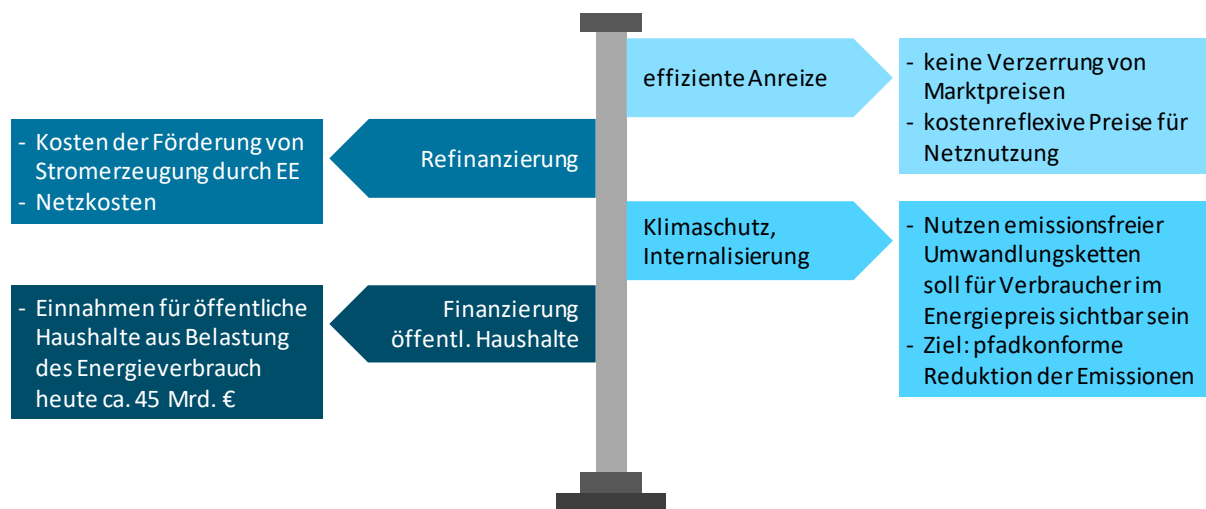 effiziente Anreize
- keine Verzerrung von
Marktpreisen
- kostenreflexive Preise für
Netznutzung
- Kosten der Förderung von
Stromerzeugung durch EE
- Netzkosten
Refinanzierung
Klimaschutz,
Internalisierung
- Nutzen emissionsfreier
Umwandlungsketten
soll für Verbraucher im
Energiepreis sichtbar sein
- Ziel: pfadkonforme
Reduktion der Emissionen
- Einnahmen für öffentliche
Haushalte aus Belastung
des Energieverbrauch
heute ca. 45 Mrd. €
Finanzierung
öffentl. Haushalte